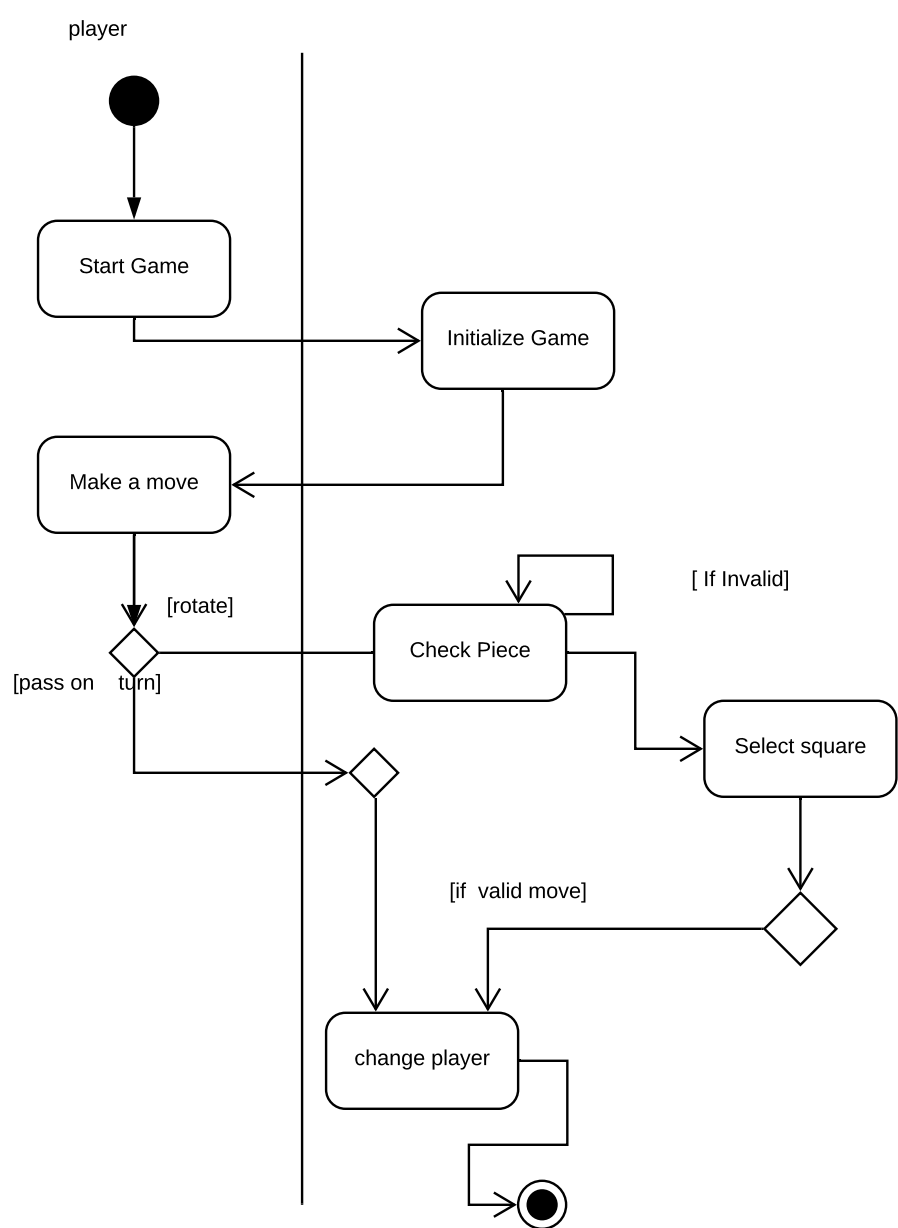 player
Start Game
Initialize Game
Make a move
[ If Invalid]
[rotate]
Check Piece
[pass on turn]
Select square
[if valid move]
change player